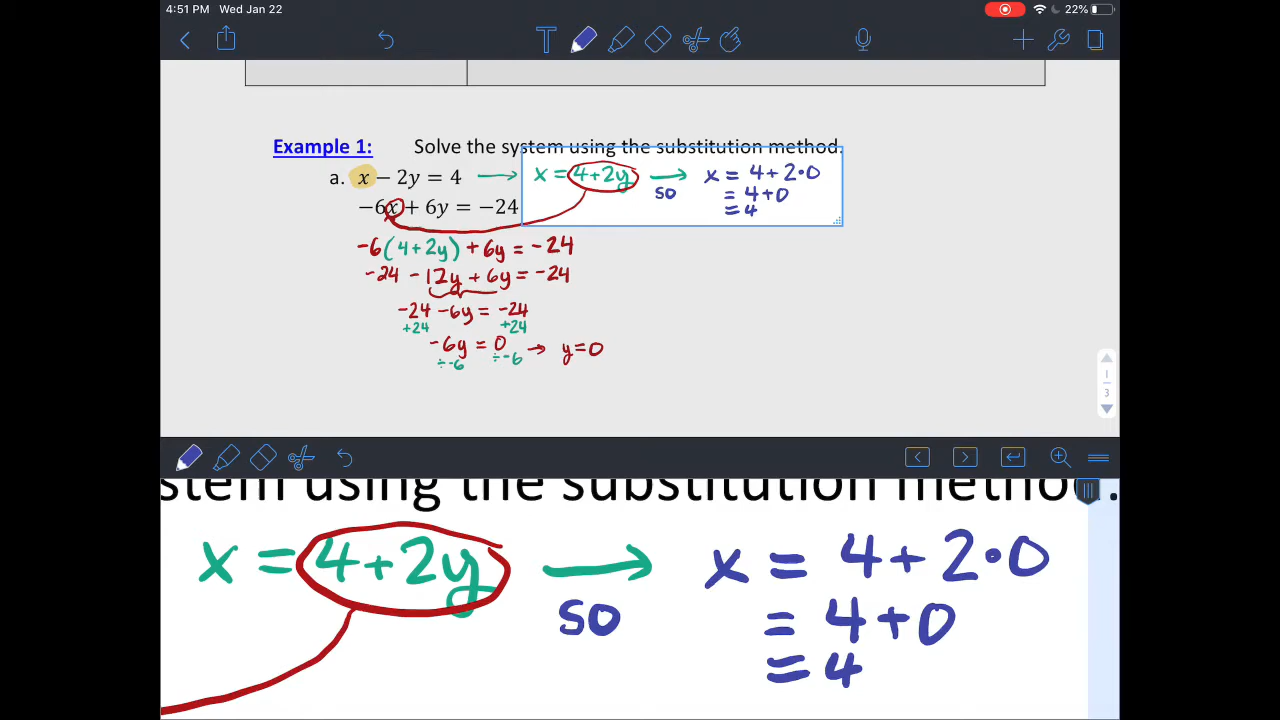 4:51 PM Wed Jan 22
22%
T
Example 1: Solve the system using the substitution method.
a. x − 2y = 4 → x = 4+2y → so x = 4+2•0
= 4+0
= 4
−6x + 6y = −24
-6(4+2y) + 6y = -24
-24 - 12y + 6y = -24
-24 -6y = -24
+24 +24
-6y = 0 → y=0
÷-6 ÷-6
1
3
stem using the substitution method.
x = 4+2y → so x = 4+2•0
= 4+0
= 4